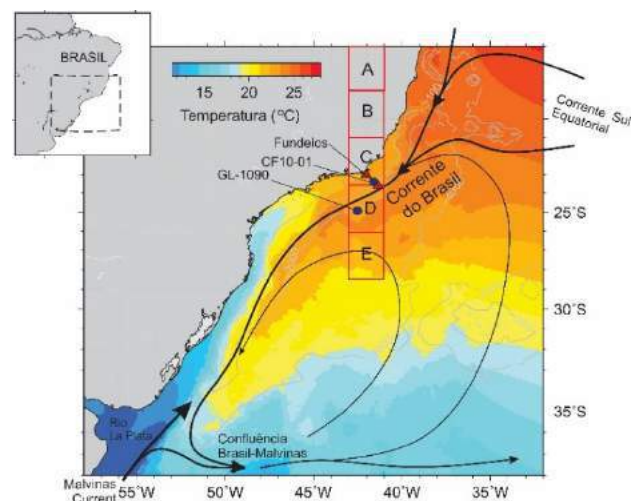 BRASIL
15 20 25
Temperatura (°C)
A
B
C
D
E
Fundeios
CF10-01
GL-1090
Corrente Sul
Equatorial
Corrente
do Brasil
25°S
30°S
35°S
Rio
La Plata
Confluência
Brasil-Malvinas
Malvinas
Current
55°W 50°W 45°W 40°W 35°W